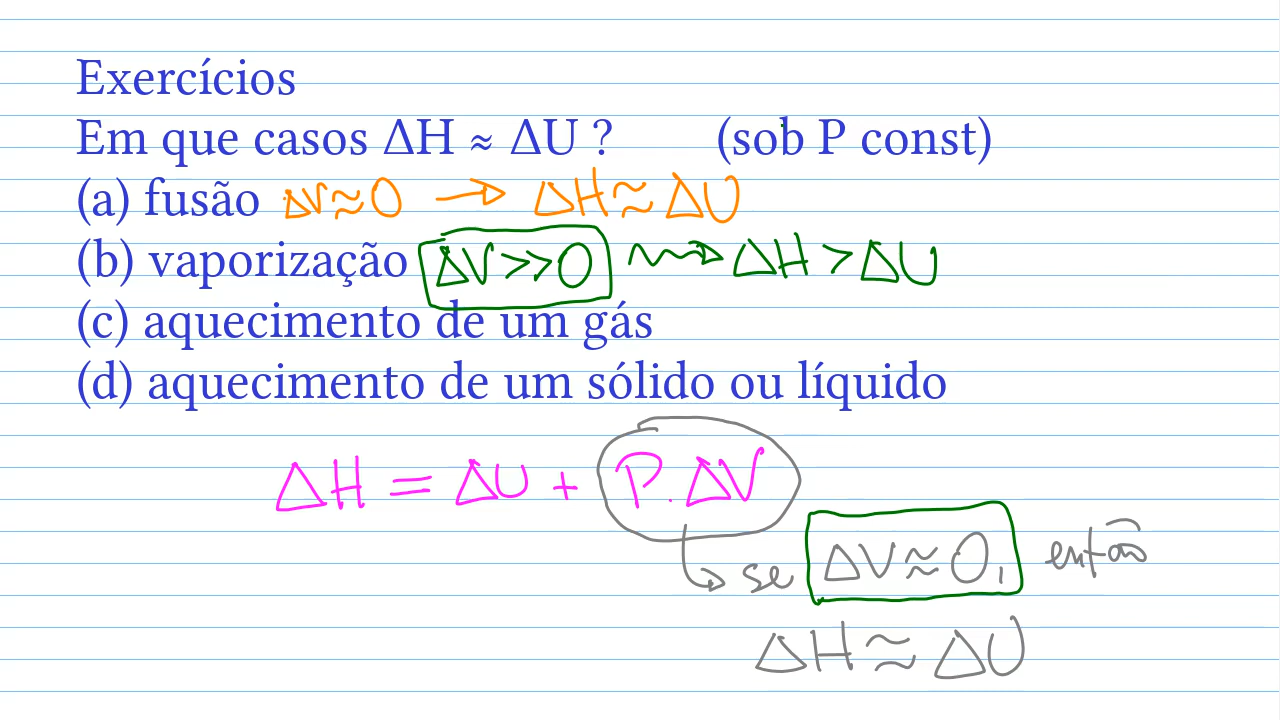 Exercícios
Em que casos ΔH ≈ ΔU ? (sob P const)
(a) fusão ΔV≈0 → ΔH≈ΔU
(b) vaporização ΔV>>0 ⇝ ΔH>ΔU
(c) aquecimento de um gás
(d) aquecimento de um sólido ou líquido
ΔH = ΔU + P.ΔV
↳ se ΔV≈0, então
ΔH≈ΔU